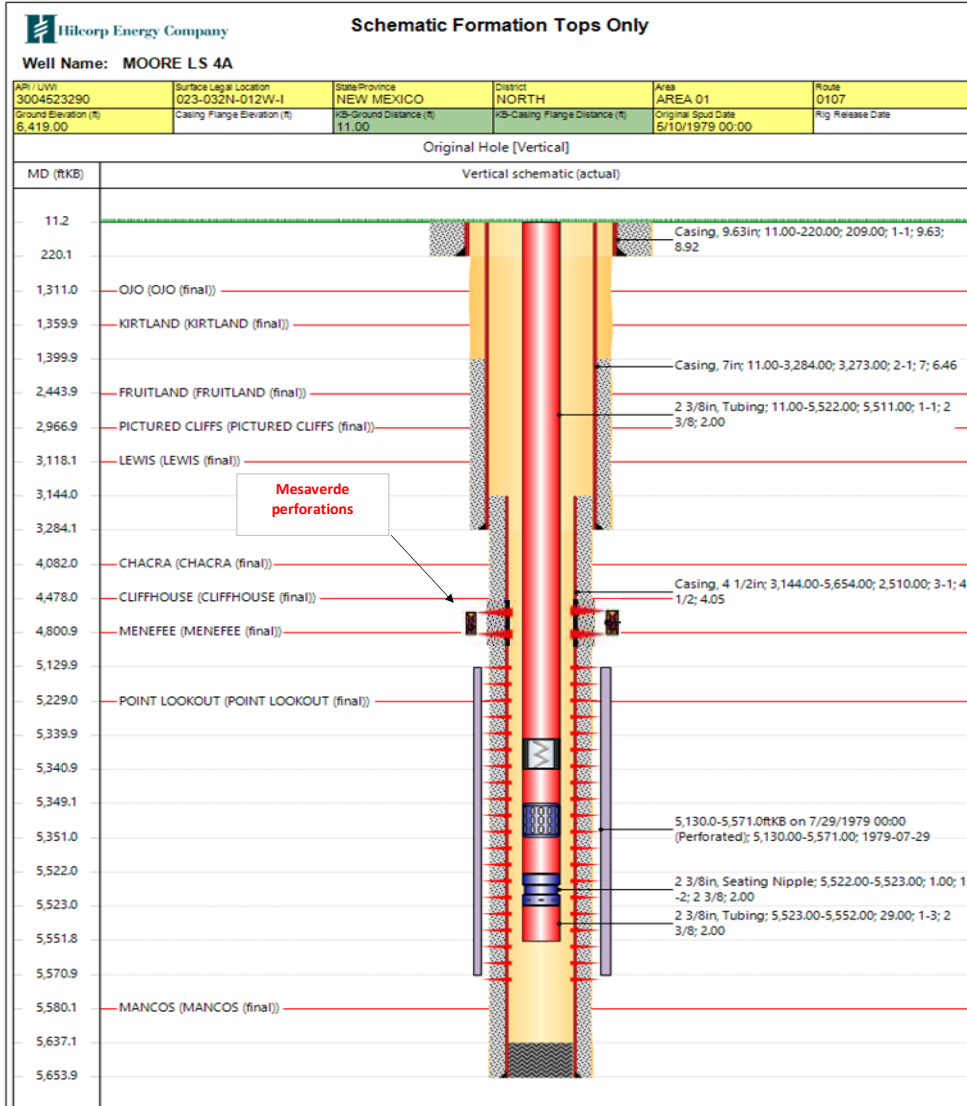 Hilcorp Energy Company
Schematic Formation Tops Only
Well Name: MOORE LS 4A
API / UWI
3004523290
Surface Legal Location
023-032N-012W-I
State/Province
NEW MEXICO
District
NORTH
Area
AREA 01
Route
0107
Ground Elevation (ft)
6,419.00
Casing Flange Elevation (ft)
KB-Ground Distance (ft)
11.00
KB-Casing Flange Distance (ft)
Original Spud Date
5/10/1979 00:00
Rig Release Date
Original Hole [Vertical]
MD (ftKB)
Vertical schematic (actual)
11.2
Casing, 9.63in; 11.00-220.00; 209.00; 1-1; 9.63;
8.92
220.1
1,311.0
OJO (OJO (final))
1,359.9
KIRTLAND (KIRTLAND (final))
1,399.9
Casing, 7in; 11.00-3,284.00; 3,273.00; 2-1; 7; 6.46
2,443.9
FRUITLAND (FRUITLAND (final))
2 3/8in, Tubing; 11.00-5,522.00; 5,511.00; 1-1; 2
3/8; 2.00
2,966.9
PICTURED CLIFFS (PICTURED CLIFFS (final))
3,118.1
LEWIS (LEWIS (final))
3,144.0
Mesaverde
perforations
3,284.1
4,082.0
CHACRA (CHACRA (final))
4,478.0
CLIFFHOUSE (CLIFFHOUSE (final))
Casing, 4 1/2in; 3,144.00-5,654.00; 2,510.00; 3-1; 4
1/2; 4.05
4,800.9
MENEFEE (MENEFEE (final))
5,129.9
5,229.0
POINT LOOKOUT (POINT LOOKOUT (final))
5,339.9
5,340.9
5,349.1
5,351.0
5,130.0-5,571.0ftKB on 7/29/1979 00:00
(Perforated); 5,130.00-5,571.00; 1979-07-29
5,522.0
5,523.0
2 3/8in, Seating Nipple; 5,522.00-5,523.00; 1.00; 1
-2; 2 3/8; 2.00
2 3/8in, Tubing; 5,523.00-5,552.00; 29.00; 1-3; 2
3/8; 2.00
5,551.8
5,570.9
5,580.1
MANCOS (MANCOS (final))
5,637.1
5,653.9